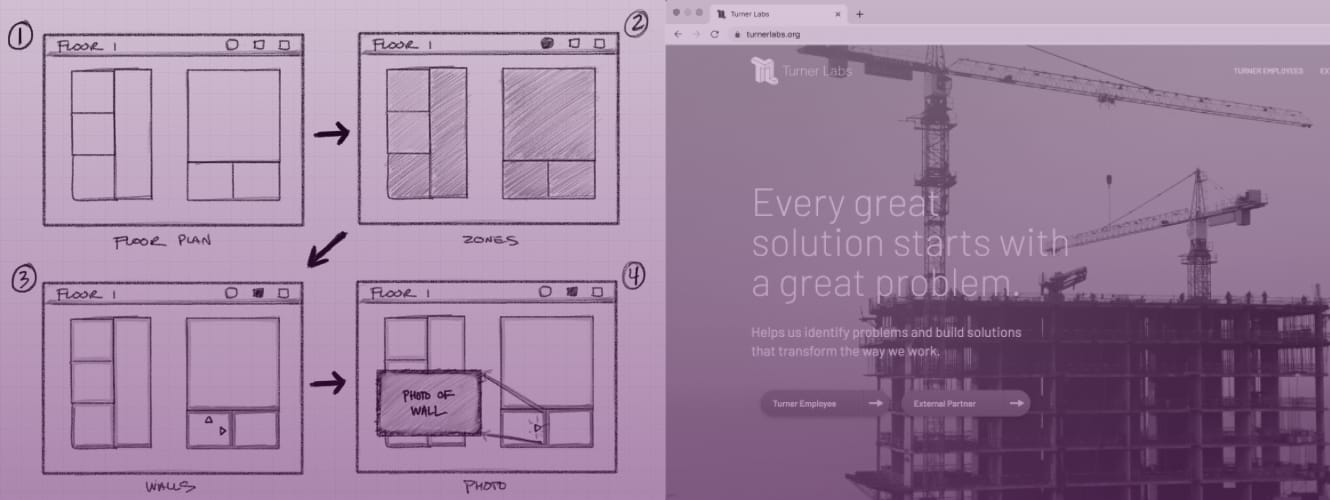 1
FLOOR 1
FLOOR PLAN
2
FLOOR 1
ZONES
3
FLOOR 1
WALLS
4
FLOOR 1
PHOTO OF
WALL
PHOTO
Turner Labs
turnerlabs.org
Turner Labs
TURNER EMPLOYEES
EX
Every great
solution starts with
a great problem.
Helps us identify problems and build solutions
that transform the way we work.
Turner Employee
External Partner